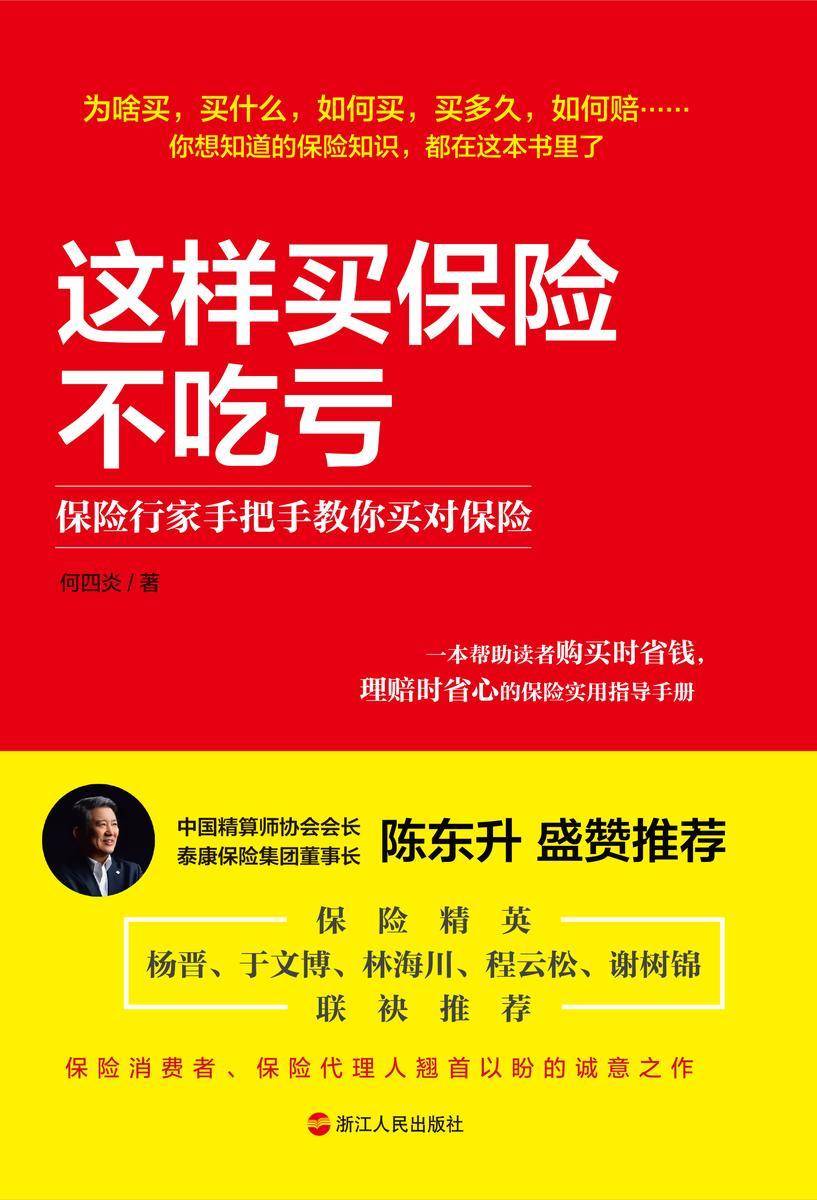 为啥买，买什么，如何买，买多久，如何赔……
你想知道的保险知识，都在这本书里了
这样买保险
不吃亏
保险行家手把手教你买对保险
何四炎 / 著
一本帮助读者购买时省钱，
理赔时省心的保险实用指导手册
中国精算师协会会长
泰康保险集团董事长
陈东升 盛赞推荐
保险精英
杨晋、于文博、林海川、程云松、谢树锦
联袂推荐
保险消费者、保险代理人翘首以盼的诚意之作
浙江人民出版社